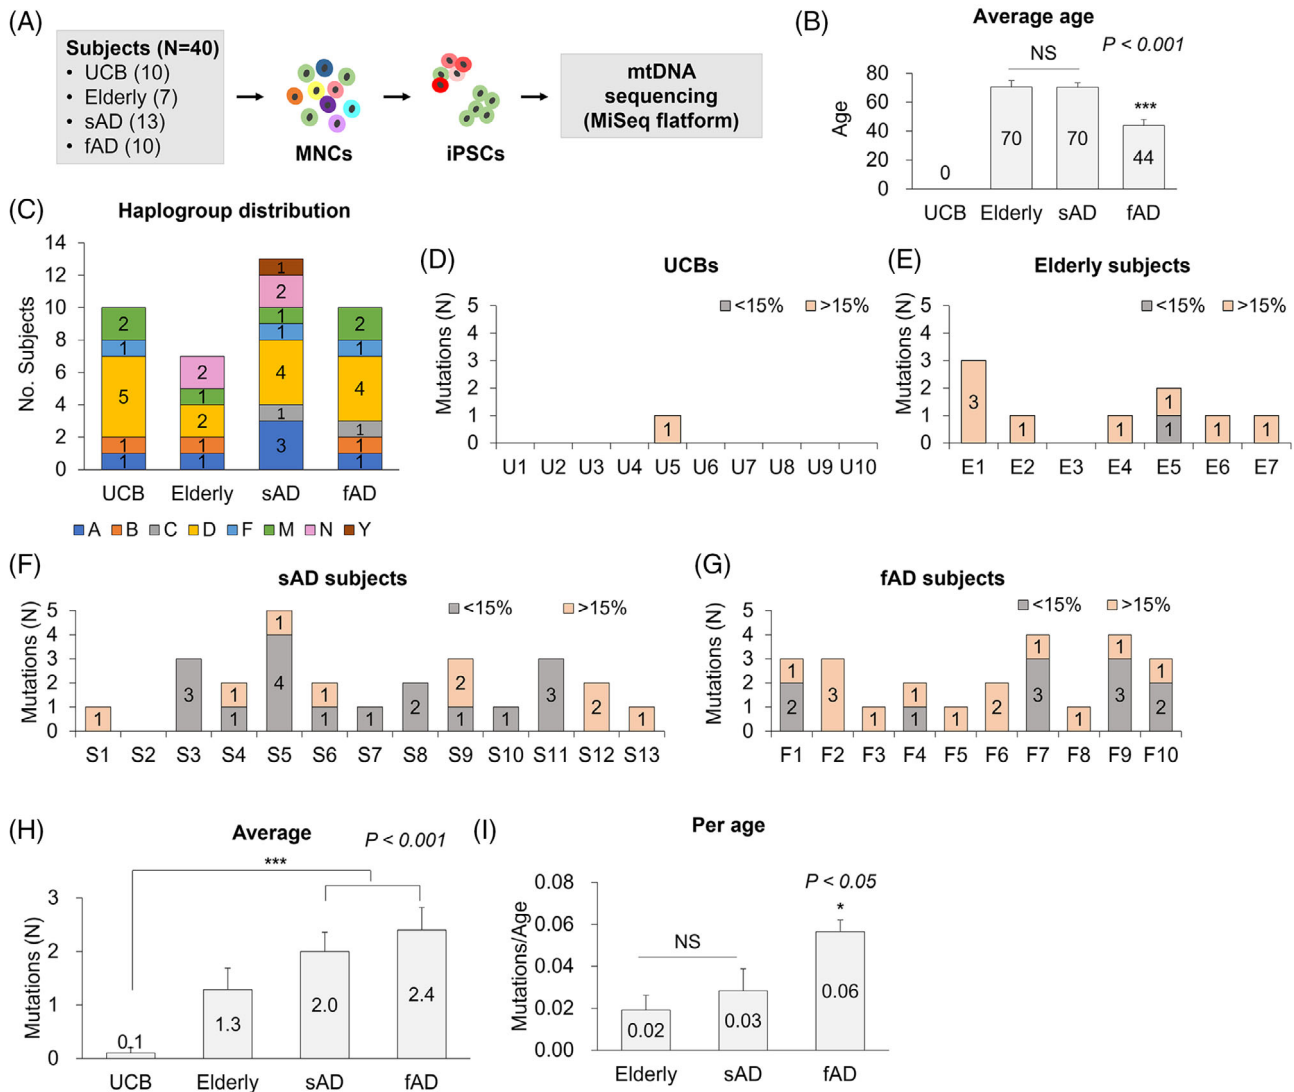 (A)
Subjects (N=40)
• UCB (10)
• Elderly (7)
• sAD (13)
• fAD (10)
MNCs
iPSCs
mtDNA
sequencing
(MiSeq flatform)
(B)
Average age
P < 0.001
NS
***
Age
80
60
40
20
0
0
70
70
44
UCB Elderly sAD fAD
(C)
Haplogroup distribution
No. Subjects
14
12
10
8
6
4
2
0
2
1
5
1
1
2
1
2
1
1
1
2
1
1
4
1
3
2
1
4
1
1
1
UCB Elderly sAD fAD
A B C D F M N Y
(D)
UCBs
<15% >15%
Mutations (N)
5
4
3
2
1
0
1
U1 U2 U3 U4 U5 U6 U7 U8 U9 U10
(E)
Elderly subjects
<15% >15%
Mutations (N)
5
4
3
2
1
0
3
1
1
1
1
1
1
E1 E2 E3 E4 E5 E6 E7
(F)
sAD subjects
<15% >15%
Mutations (N)
5
4
3
2
1
0
1
3
1
1
1
4
1
1
1
2
2
1
1
3
2
1
S1 S2 S3 S4 S5 S6 S7 S8 S9 S10 S11 S12 S13
(G)
fAD subjects
<15% >15%
Mutations (N)
5
4
3
2
1
0
1
2
3
1
1
1
1
2
1
3
1
1
3
1
2
F1 F2 F3 F4 F5 F6 F7 F8 F9 F10
(H)
Average
P < 0.001
***
Mutations (N)
3
2
1
0
0.1
1.3
2.0
2.4
UCB Elderly sAD fAD
(I)
Per age
P < 0.05
*
NS
Mutations/Age
0.08
0.06
0.04
0.02
0.00
0.02
0.03
0.06
Elderly sAD fAD